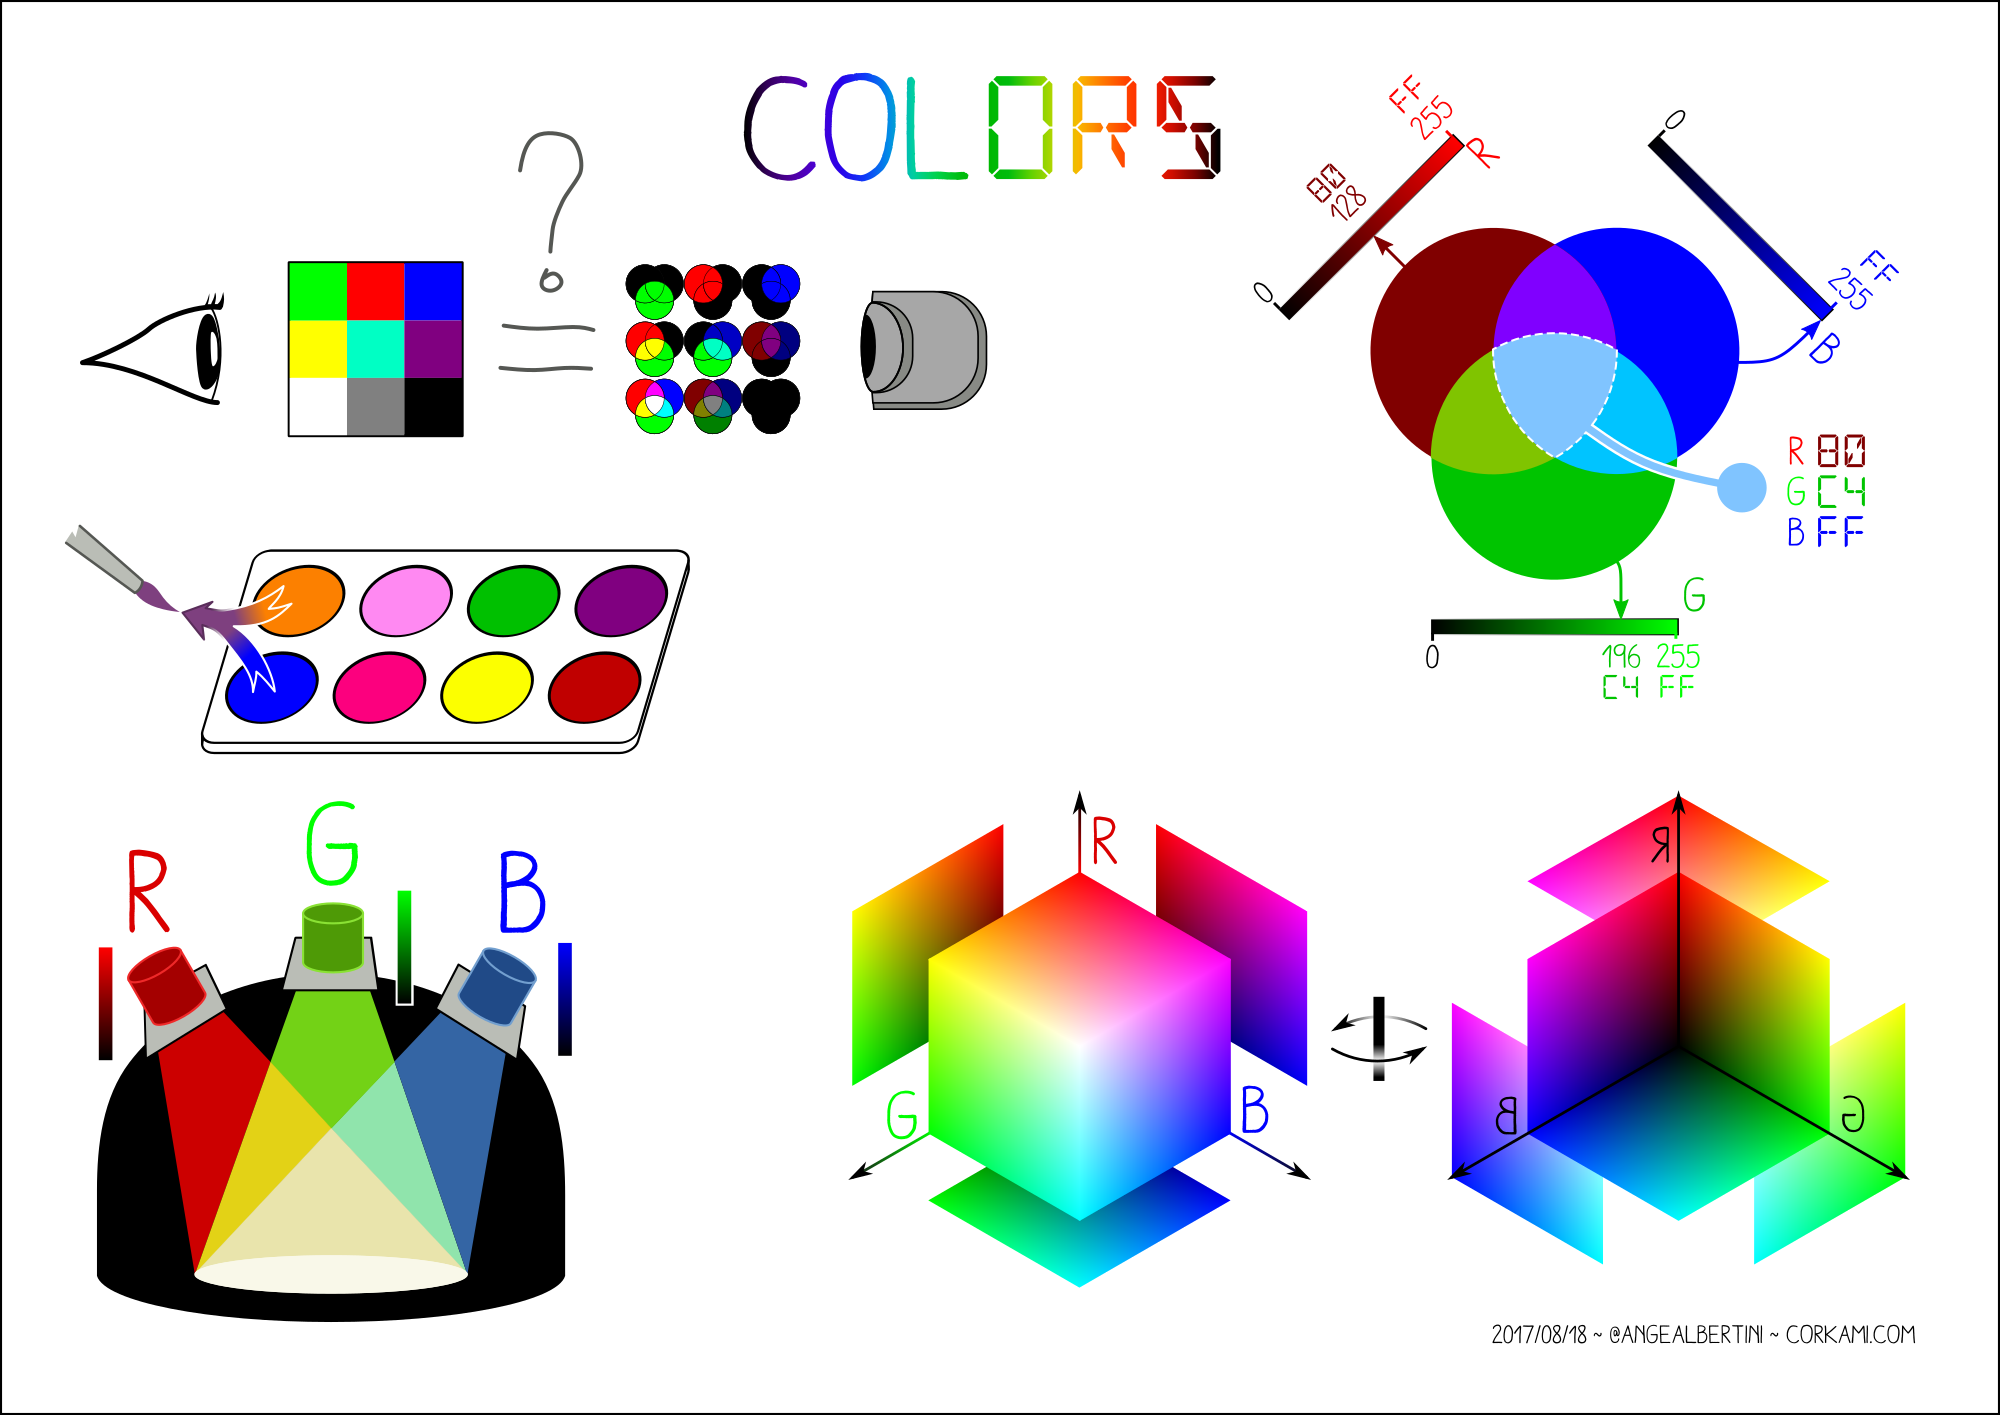 COLORS
?
FF
255
R
80
128
0
0
FF
255
B
R 80
G C4
B FF
G
0
196 255
C4 FF
R
G
B
R
G
B
R
B
G
2017/08/18 ~ @ANGEALBERTINI ~ CORKAMI.COM